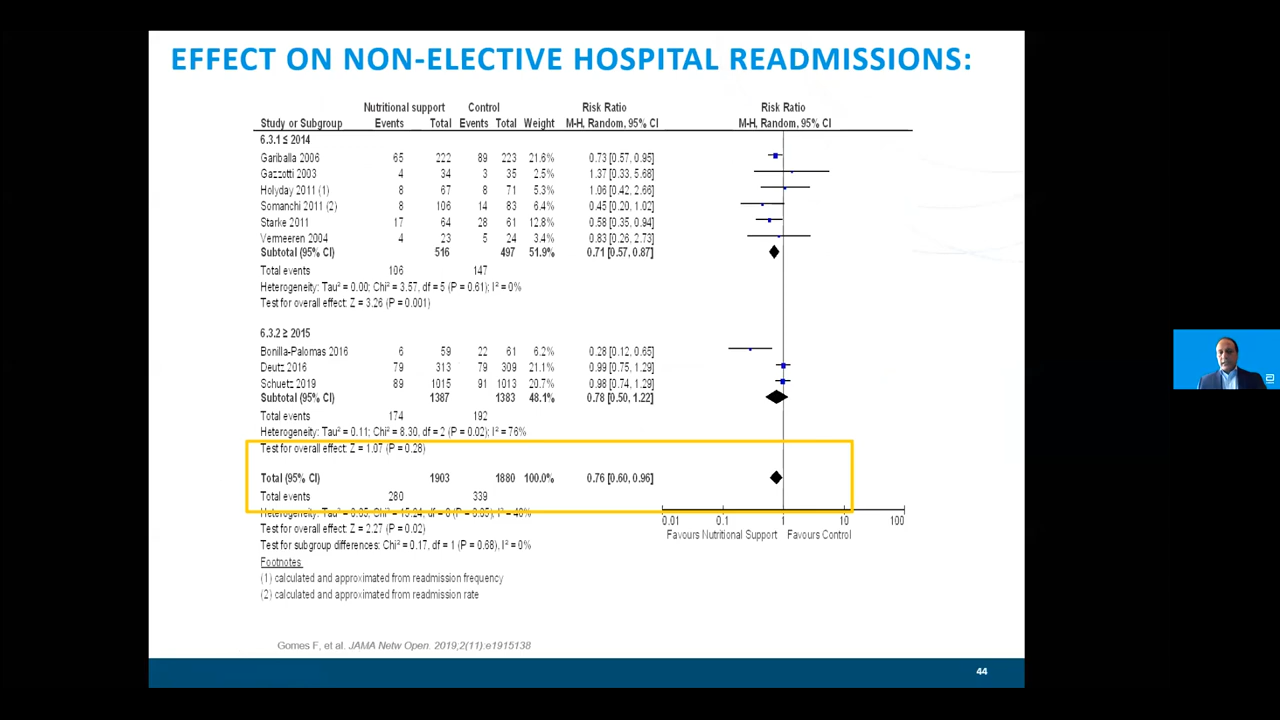 EFFECT ON NON-ELECTIVE HOSPITAL READMISSIONS:
Nutritional support Control Risk Ratio Risk Ratio
Study or Subgroup Events Total Events Total Weight M-H, Random, 95% CI M-H, Random, 95% CI
6.3.1 ≤ 2014
Gariballa 2006 65 222 89 223 21.6% 0.73 [0.57, 0.95]
Gazzotti 2003 4 34 3 35 2.5% 1.37 [0.33, 5.68]
Holyday 2011 (1) 8 67 8 71 5.3% 1.06 [0.42, 2.66]
Somanchi 2011 (2) 8 106 14 83 6.4% 0.45 [0.20, 1.02]
Starke 2011 17 64 28 61 12.8% 0.58 [0.35, 0.94]
Vermeeren 2004 4 23 5 24 3.4% 0.83 [0.26, 2.73]
Subtotal (95% CI) 516 497 51.9% 0.71 [0.57, 0.87]
Total events 106 147
Heterogeneity: Tau² = 0.00; Chi² = 3.57, df = 5 (P = 0.61); I² = 0%
Test for overall effect: Z = 3.26 (P = 0.001)
6.3.2 ≥ 2015
Bonilla-Palomas 2016 6 59 22 61 6.2% 0.28 [0.12, 0.65]
Deutz 2016 79 313 79 309 21.1% 0.99 [0.75, 1.29]
Schuetz 2019 89 1015 91 1013 20.7% 0.98 [0.74, 1.29]
Subtotal (95% CI) 1387 1383 48.1% 0.78 [0.50, 1.22]
Total events 174 192
Heterogeneity: Tau² = 0.11; Chi² = 8.30, df = 2 (P = 0.02); I² = 76%
Test for overall effect: Z = 1.07 (P = 0.28)
Total (95% CI) 1903 1880 100.0% 0.76 [0.60, 0.96]
Total events 280 339
Heterogeneity: Tau² = 0.05; Chi² = 15.24, df = 8 (P = 0.05); I² = 48%
0.01 0.1 1 10 100
Test for overall effect: Z = 2.27 (P = 0.02)
Favours Nutritional Support Favours Control
Test for subgroup differences: Chi² = 0.17, df = 1 (P = 0.68), I² = 0%
Footnotes
(1) calculated and approximated from readmission frequency
(2) calculated and approximated from readmission rate
Gomes F, et al. JAMA Netw Open. 2019;2(11):e1915138
44